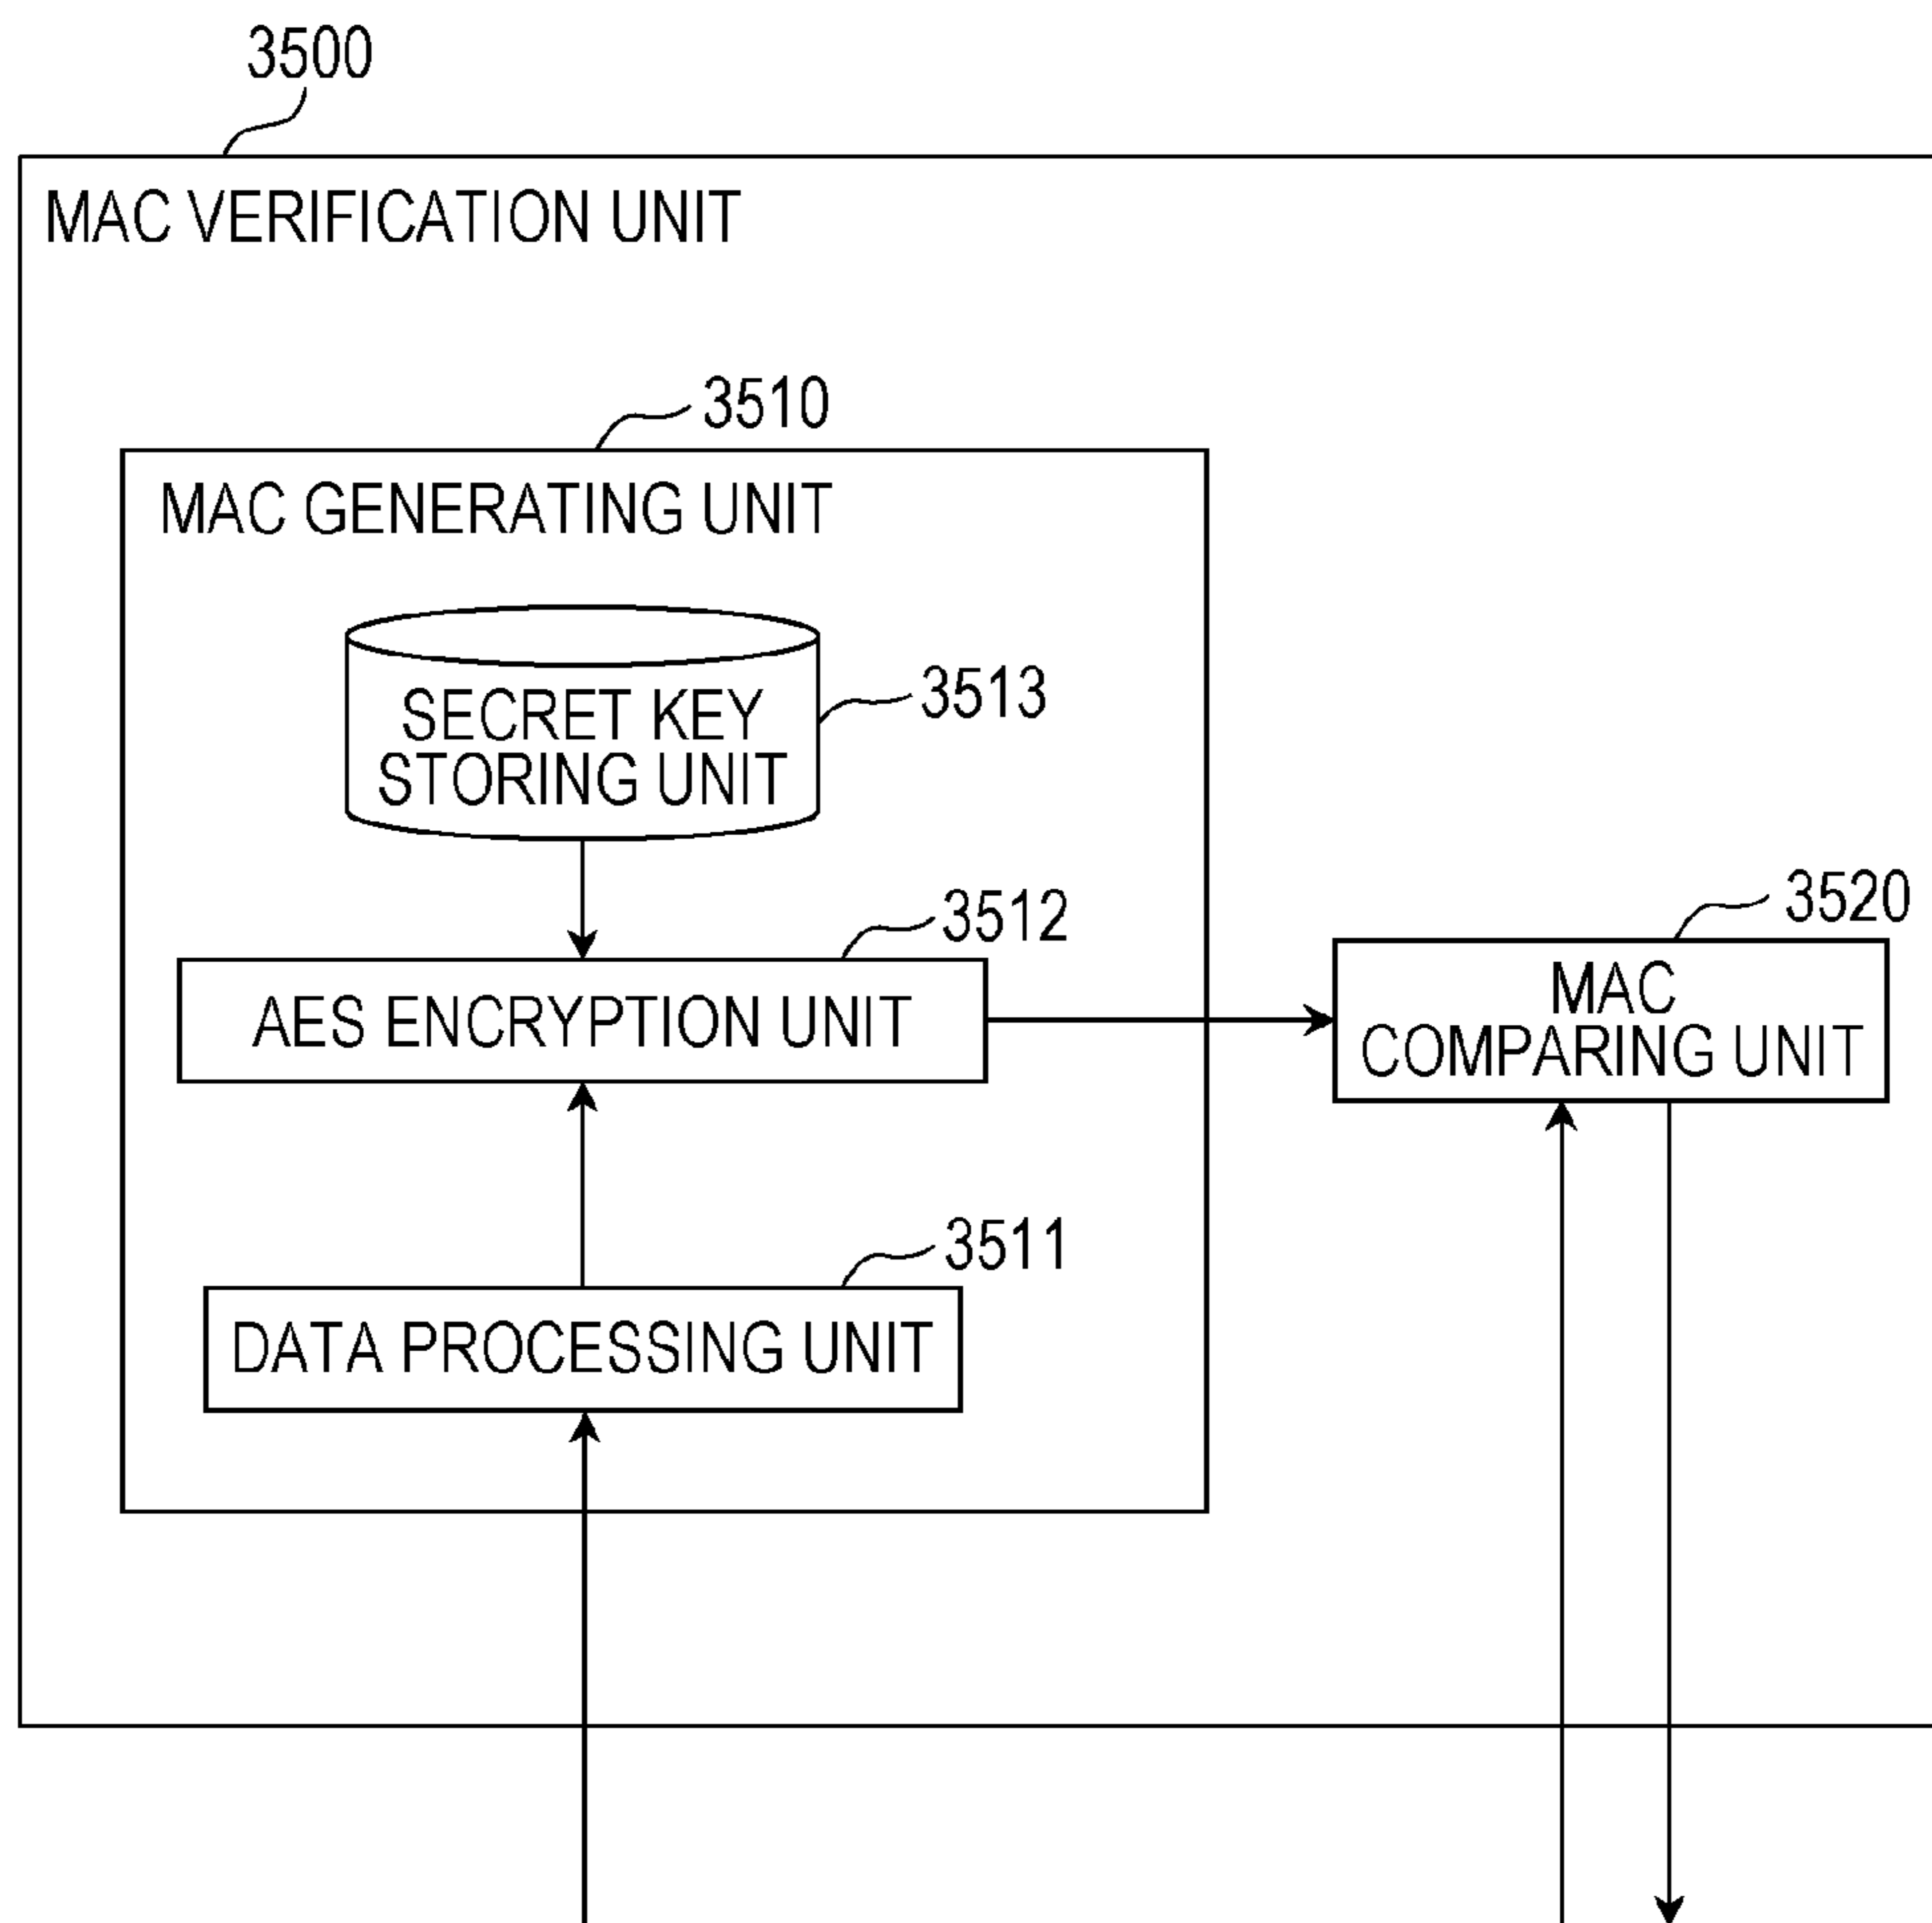 3500
MAC VERIFICATION UNIT
3510
MAC GENERATING UNIT
SECRET KEY
STORING UNIT
3513
3512
AES ENCRYPTION UNIT
3520
MAC
COMPARING UNIT
3511
DATA PROCESSING UNIT